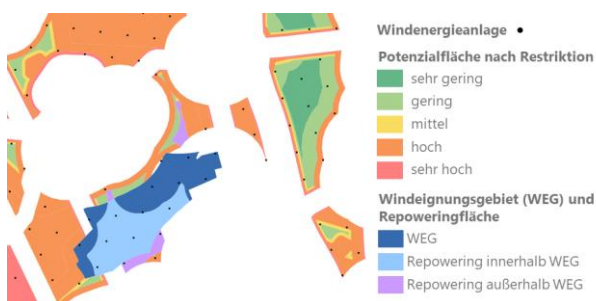 Windenergieanlage
Potenzialfläche nach Restriktion
sehr gering
gering
mittel
hoch
sehr hoch
Windeignungsgebiet (WEG) und
Repoweringfläche
WEG
Repowering innerhalb WEG
Repowering außerhalb WEG